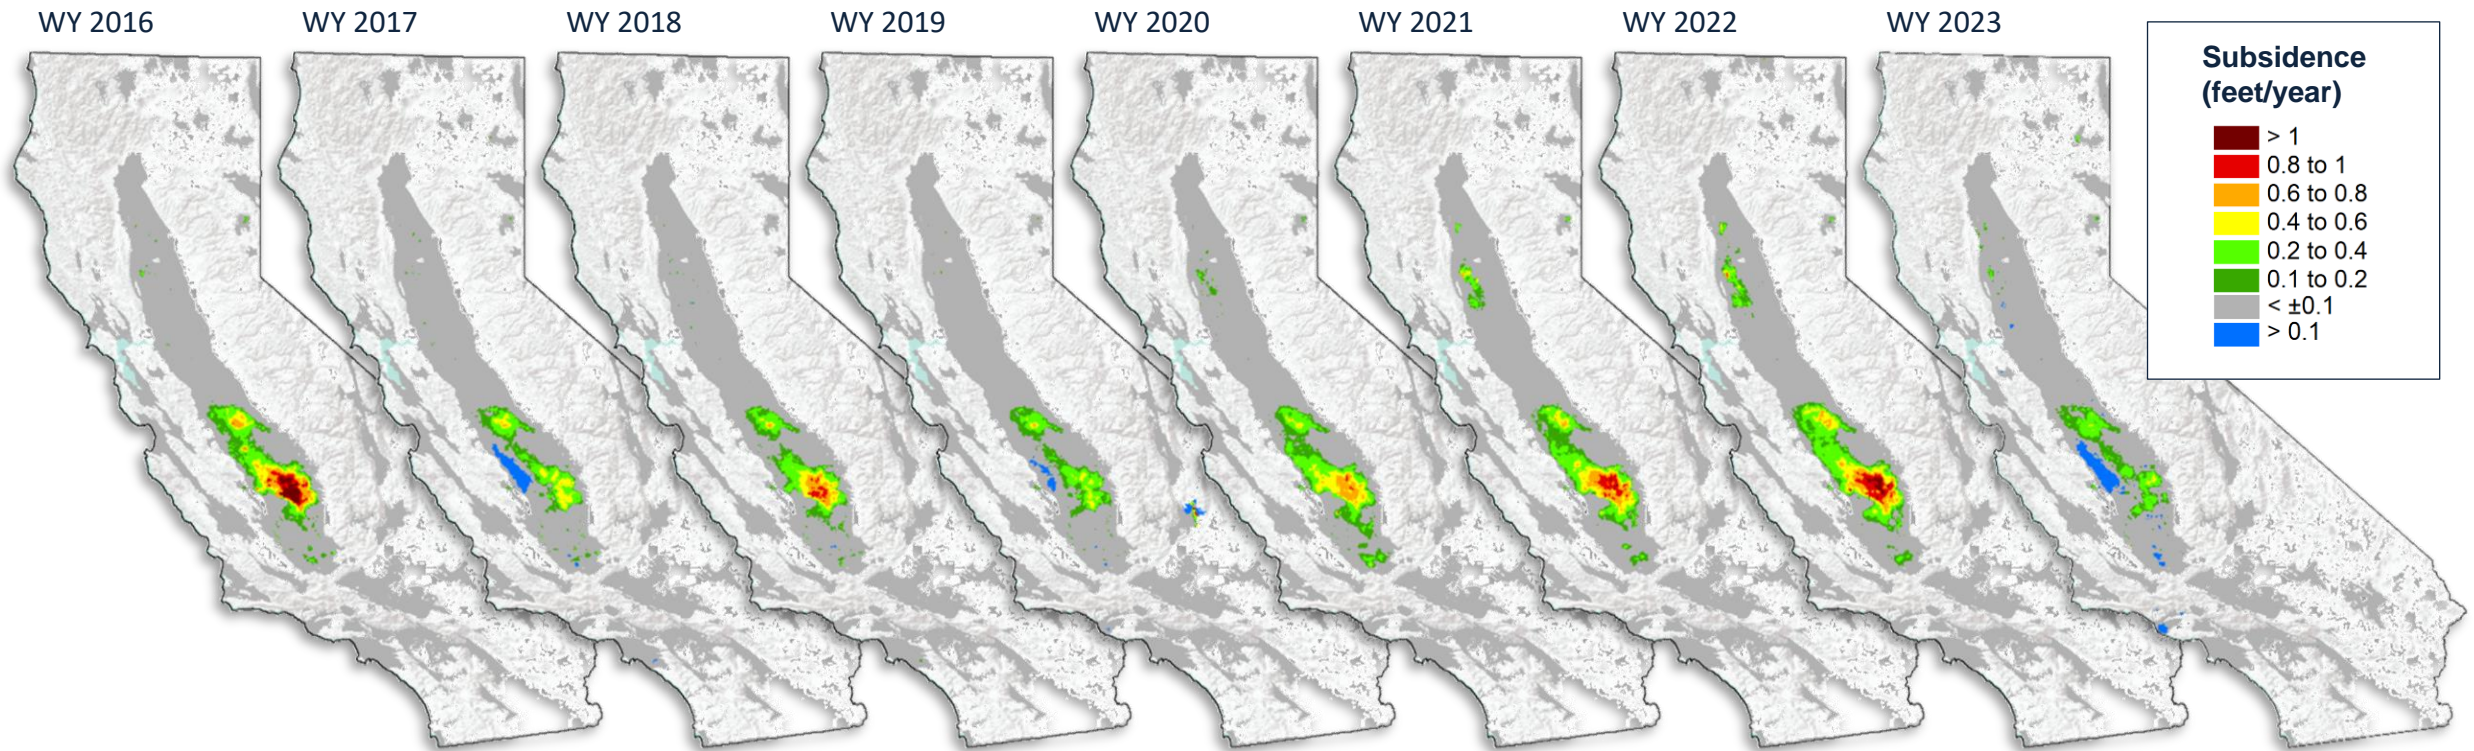 WY 2016
WY 2017
WY 2018
WY 2019
WY 2020
WY 2021
WY 2022
WY 2023
Subsidence
(feet/year)
> 1
0.8 to 1
0.6 to 0.8
0.4 to 0.6
0.2 to 0.4
0.1 to 0.2
< ±0.1
> 0.1